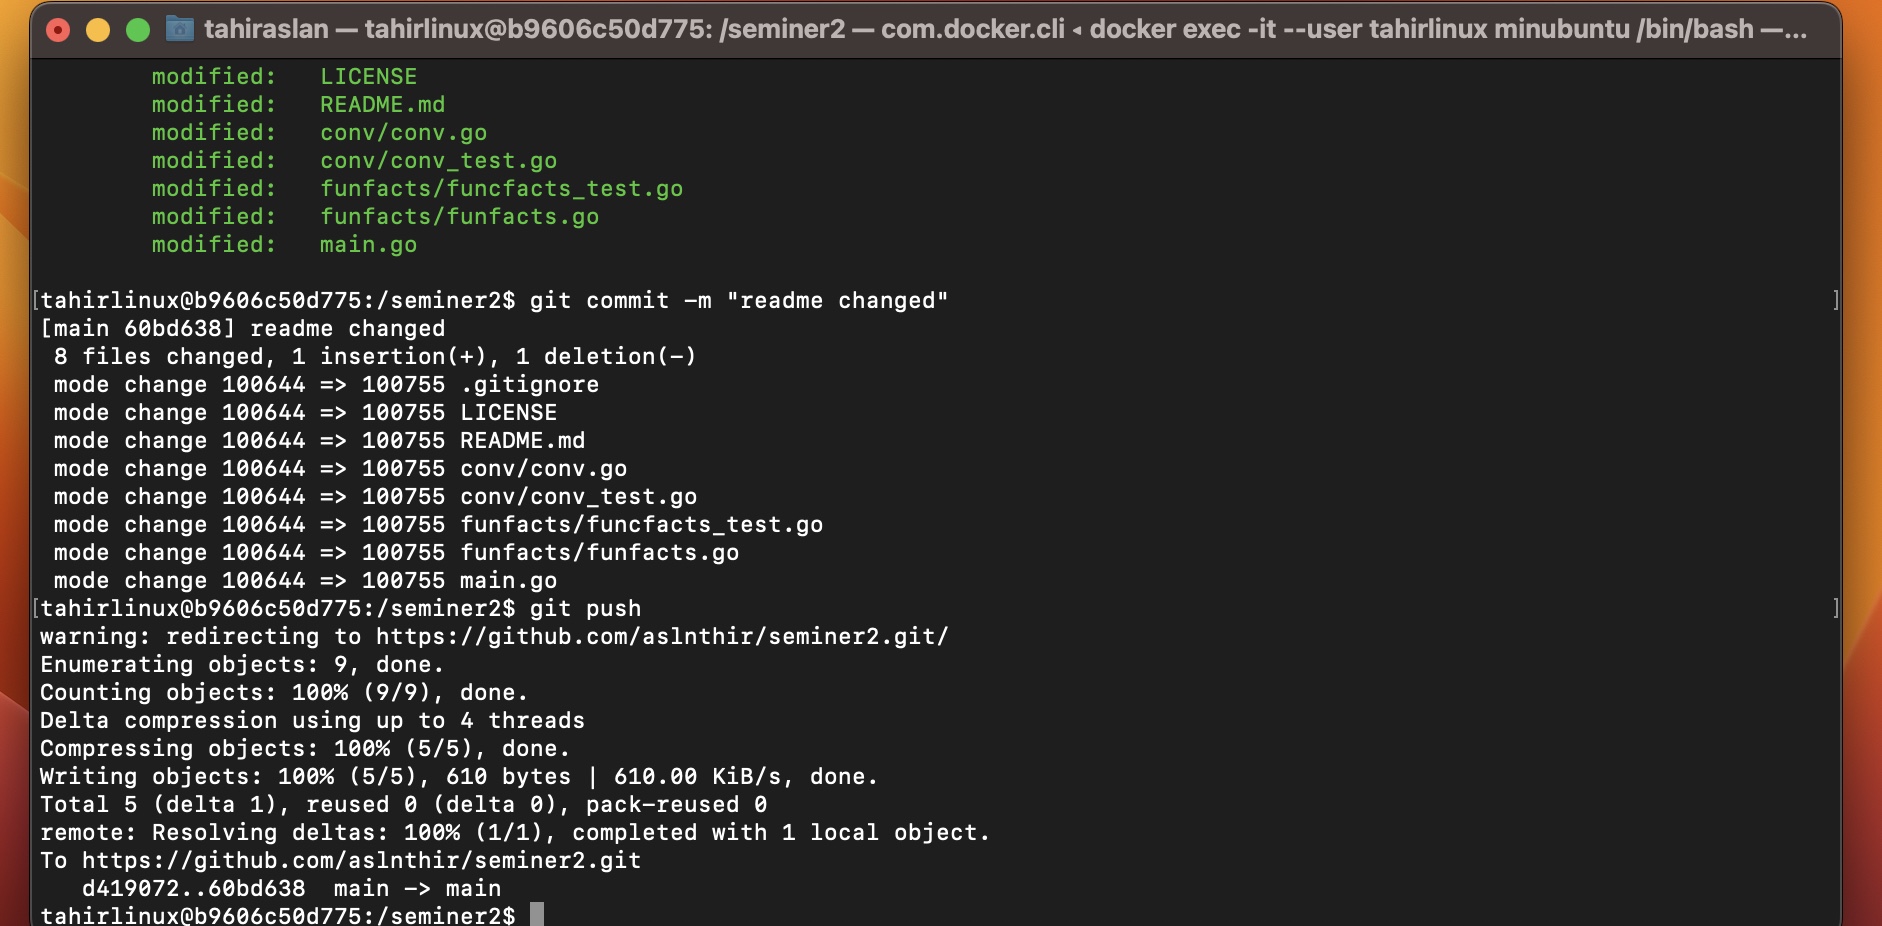 tahiraslan — tahirlinux@b9606c50d775: /seminer2 — com.docker.cli ◂ docker exec -it --user tahirlinux minubuntu /bin/bash —...
modified:   LICENSE
modified:   README.md
modified:   conv/conv.go
modified:   conv/conv_test.go
modified:   funfacts/funcfacts_test.go
modified:   funfacts/funfacts.go
modified:   main.go
[tahirlinux@b9606c50d775:/seminer2$ git commit -m "readme changed" ]
[main 60bd638] readme changed
8 files changed, 1 insertion(+), 1 deletion(-)
mode change 100644 => 100755 .gitignore
mode change 100644 => 100755 LICENSE
mode change 100644 => 100755 README.md
mode change 100644 => 100755 conv/conv.go
mode change 100644 => 100755 conv/conv_test.go
mode change 100644 => 100755 funfacts/funcfacts_test.go
mode change 100644 => 100755 funfacts/funfacts.go
mode change 100644 => 100755 main.go
[tahirlinux@b9606c50d775:/seminer2$ git push ]
warning: redirecting to https://github.com/aslnthir/seminer2.git/
Enumerating objects: 9, done.
Counting objects: 100% (9/9), done.
Delta compression using up to 4 threads
Compressing objects: 100% (5/5), done.
Writing objects: 100% (5/5), 610 bytes | 610.00 KiB/s, done.
Total 5 (delta 1), reused 0 (delta 0), pack-reused 0
remote: Resolving deltas: 100% (1/1), completed with 1 local object.
To https://github.com/aslnthir/seminer2.git
d419072..60bd638  main -> main
tahirlinux@b9606c50d775:/seminer2$